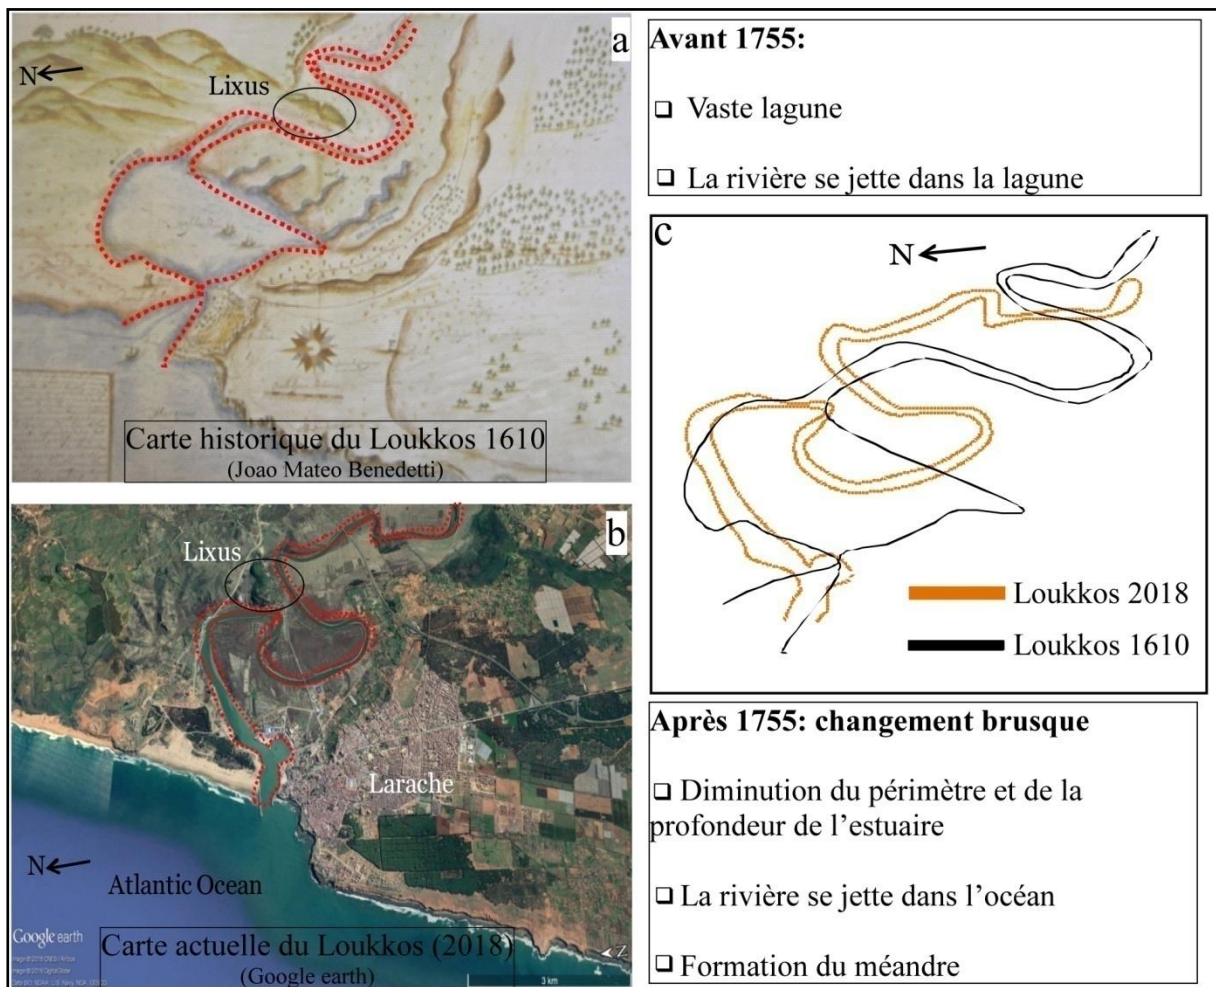 a
N
Lixus
Carte historique du Loukkos 1610
(Joao Mateo Benedetti)
Avant 1755:
❑ Vaste lagune
❑ La rivière se jette dans la lagune
b
Lixus
Larache
N
Atlantic Ocean
Google earth
Carte actuelle du Loukkos (2018)
(Google earth)
3 km
c
N
Loukkos 2018
Loukkos 1610
Après 1755: changement brusque
❑ Diminution du périmètre et de la
profondeur de l’estuaire
❑ La rivière se jette dans l’océan
❑ Formation du méandre